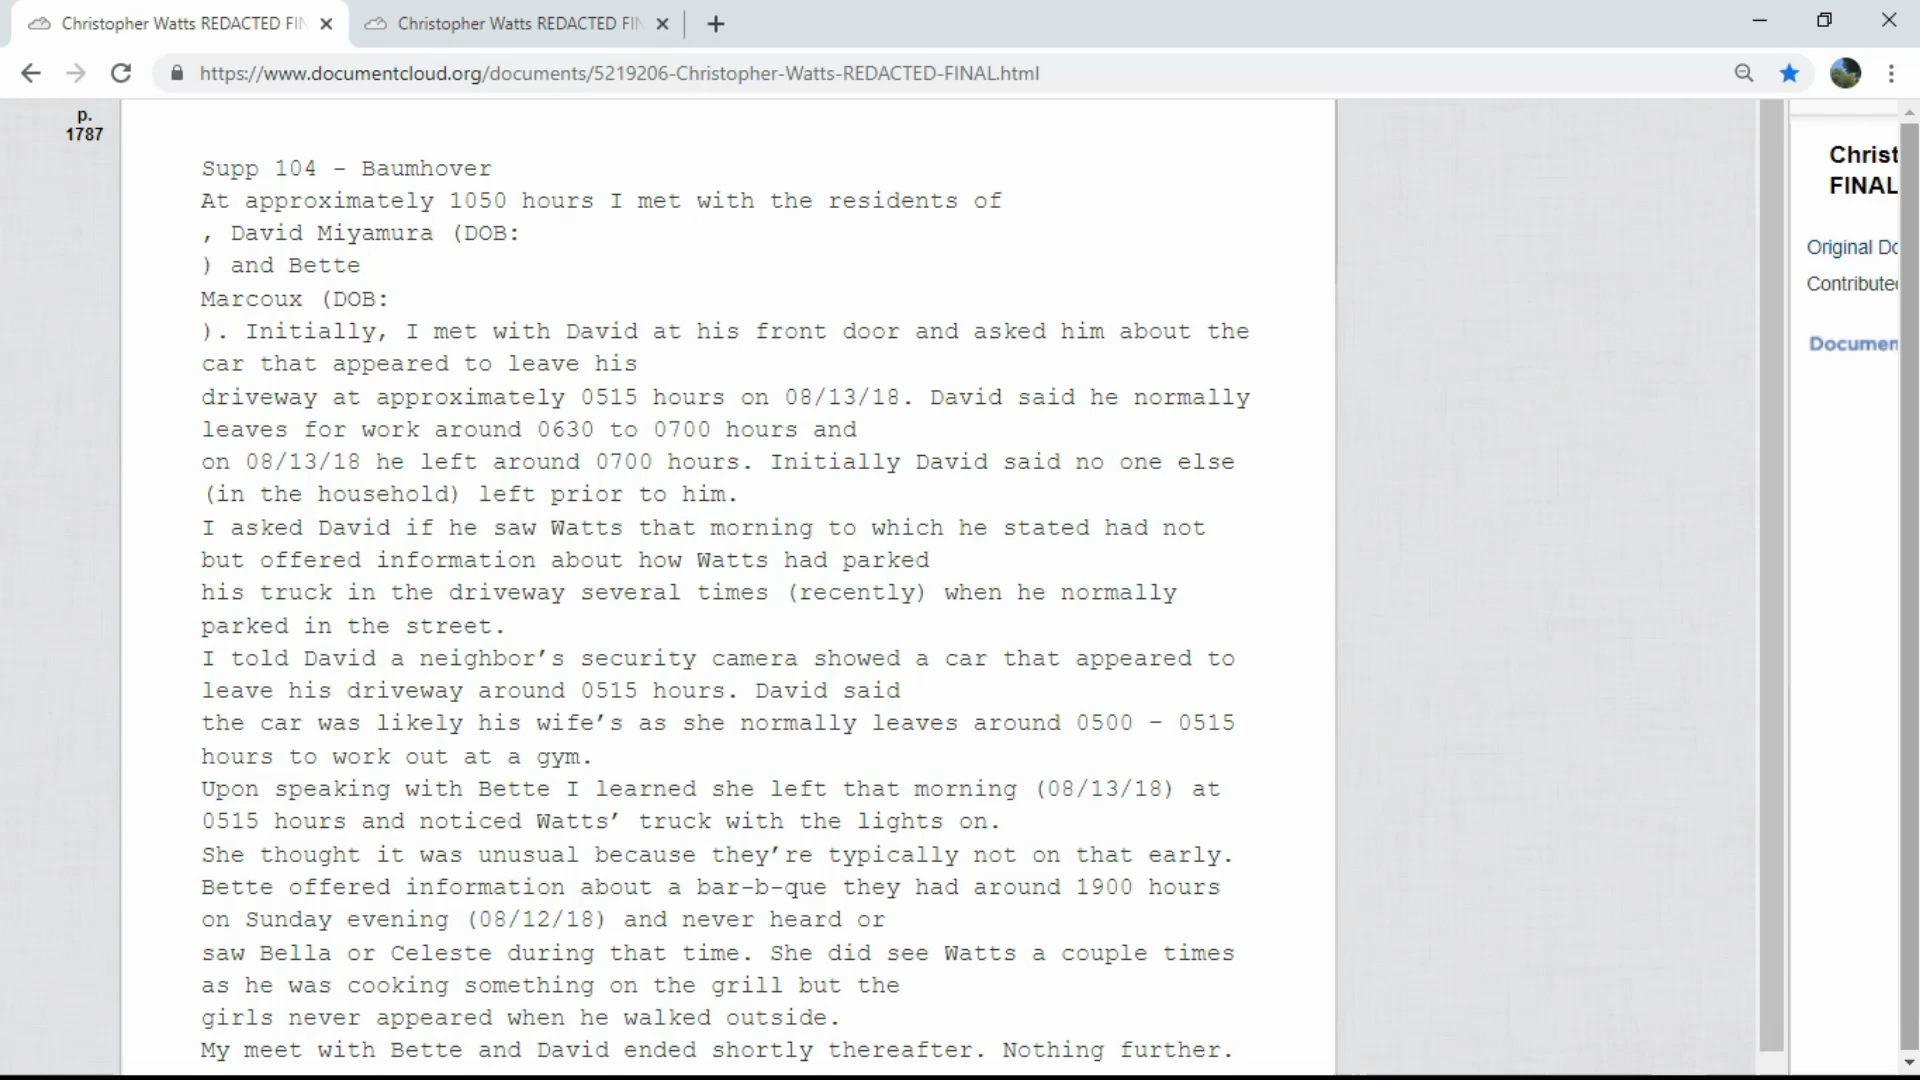 Christopher Watts REDACTED FIN
Christopher Watts REDACTED FIN
https://www.documentcloud.org/documents/5219206-Christopher-Watts-REDACTED-FINAL.html
p.
1787
Supp 104 – Baumhover
At approximately 1050 hours I met with the residents of
, David Miyamura (DOB:
) and Bette
Marcoux (DOB:
). Initially, I met with David at his front door and asked him about the
car that appeared to leave his
driveway at approximately 0515 hours on 08/13/18. David said he normally
leaves for work around 0630 to 0700 hours and
on 08/13/18 he left around 0700 hours. Initially David said no one else
(in the household) left prior to him.
I asked David if he saw Watts that morning to which he stated had not
but offered information about how Watts had parked
his truck in the driveway several times (recently) when he normally
parked in the street.
I told David a neighbor’s security camera showed a car that appeared to
leave his driveway around 0515 hours. David said
the car was likely his wife’s as she normally leaves around 0500 – 0515
hours to work out at a gym.
Upon speaking with Bette I learned she left that morning (08/13/18) at
0515 hours and noticed Watts’ truck with the lights on.
She thought it was unusual because they’re typically not on that early.
Bette offered information about a bar-b-que they had around 1900 hours
on Sunday evening (08/12/18) and never heard or
saw Bella or Celeste during that time. She did see Watts a couple times
as he was cooking something on the grill but the
girls never appeared when he walked outside.
My meet with Bette and David ended shortly thereafter. Nothing further.
Christ
FINAL
Original Do
Contribute
Documen